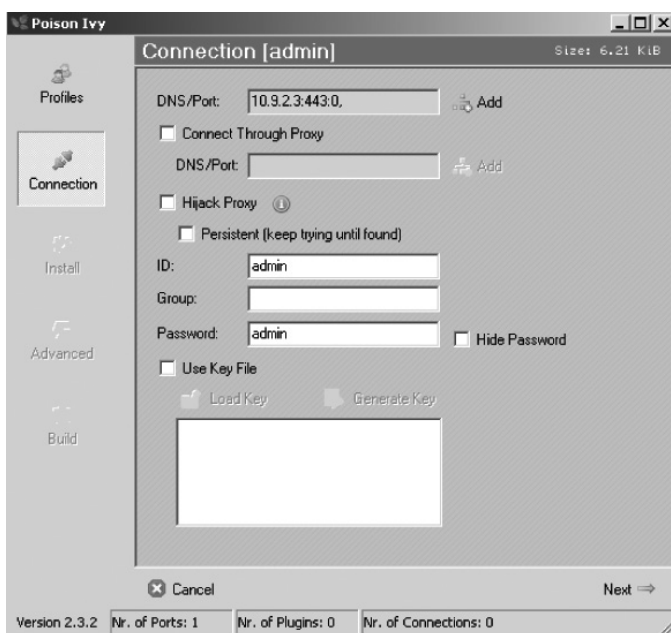 Poison Ivy
Connection [admin]
Size: 6.21 KiB
Profiles
Connection
Install
Advanced
Build
DNS/Port: 10.9.2.3:443:0, Add
Connect Through Proxy
DNS/Port: Add
Hijack Proxy
Persistent (keep trying until found)
ID: admin
Group:
Password: admin Hide Password
Use Key File
Load Key Generate Key
Cancel Next
Version 2.3.2 Nr. of Ports: 1 Nr. of Plugins: 0 Nr. of Connections: 0